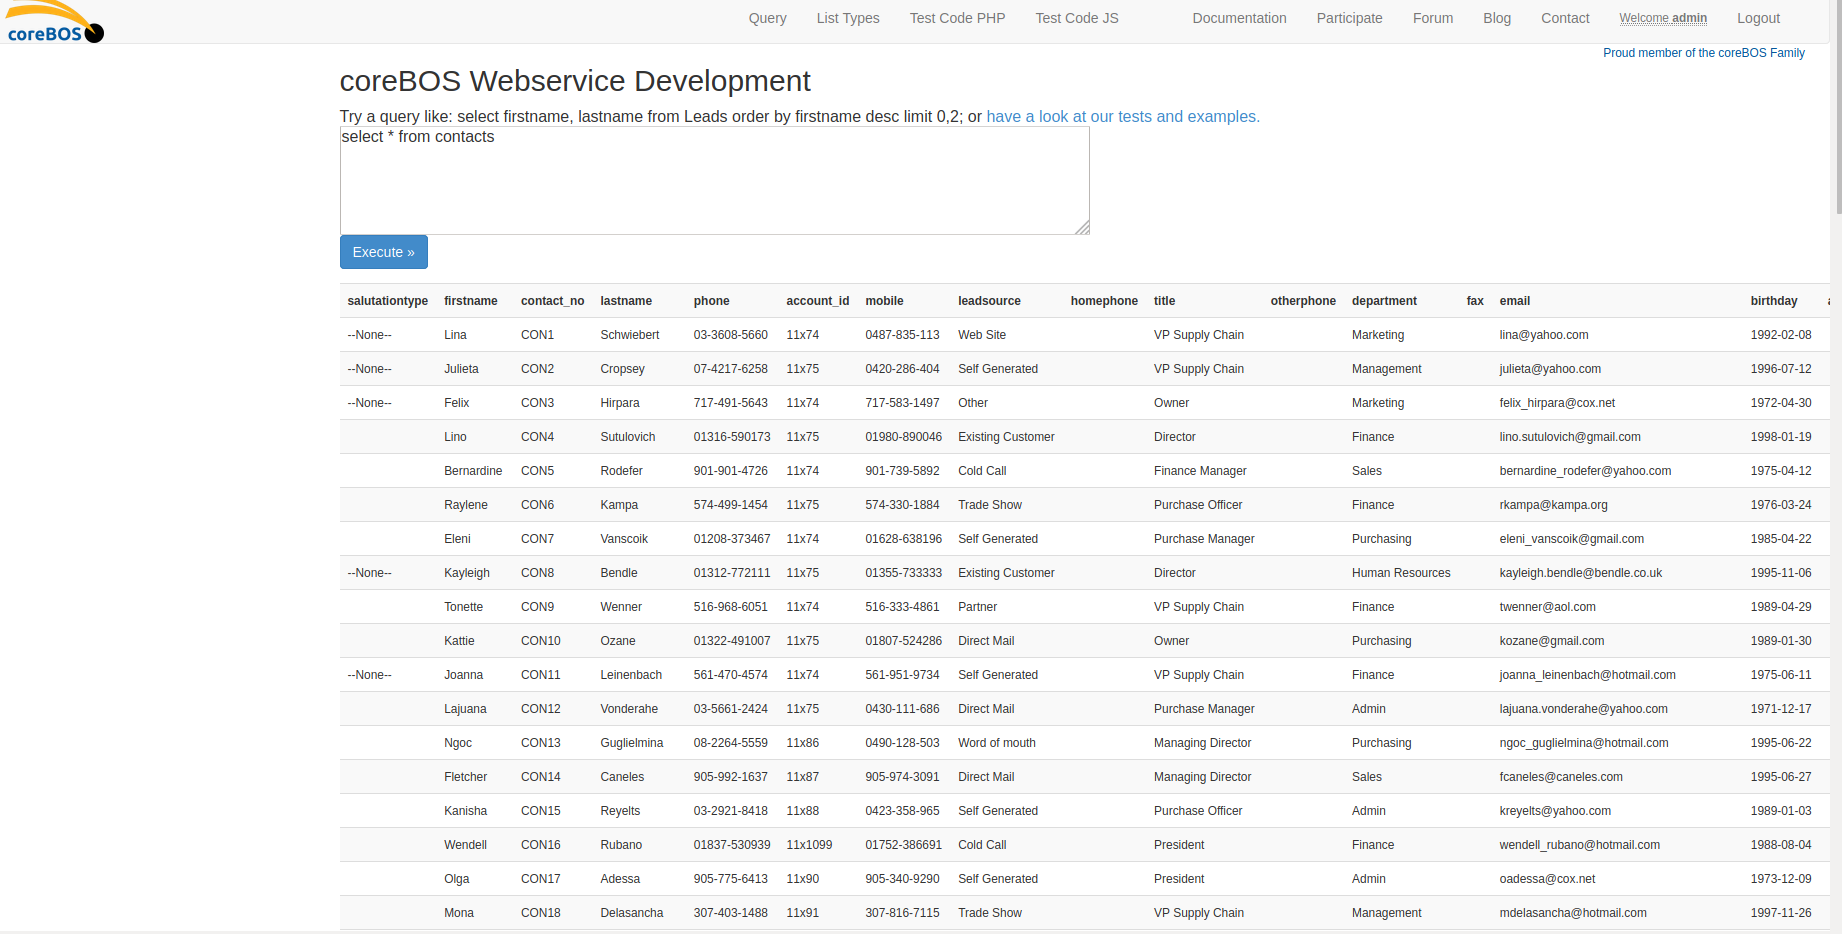 coreBOS
Query List Types Test Code PHP Test Code JS Documentation Participate Forum Blog Contact Welcome admin Logout
Proud member of the coreBOS Family
coreBOS Webservice Development
Try a query like: select firstname, lastname from Leads order by firstname desc limit 0,2; or have a look at our tests and examples.
select * from contacts
Execute »
salutationtype firstname contact_no lastname phone account_id mobile leadsource homephone title otherphone department fax email birthday
--None-- Lina CON1 Schwiebert 03-3608-5660 11x74 0487-835-113 Web Site VP Supply Chain Marketing lina@yahoo.com 1992-02-08
--None-- Julieta CON2 Cropsey 07-4217-6258 11x75 0420-286-404 Self Generated VP Supply Chain Management julieta@yahoo.com 1996-07-12
--None-- Felix CON3 Hirpara 717-491-5643 11x74 717-583-1497 Other Owner Marketing felix_hirpara@cox.net 1972-04-30
Lino CON4 Sutulovich 01316-590173 11x75 01980-890046 Existing Customer Director Finance lino.sutulovich@gmail.com 1998-01-19
Bernardine CON5 Rodefer 901-901-4726 11x74 901-739-5892 Cold Call Finance Manager Sales bernardine_rodefer@yahoo.com 1975-04-12
Raylene CON6 Kampa 574-499-1454 11x75 574-330-1884 Trade Show Purchase Officer Finance rkampa@kampa.org 1976-03-24
Eleni CON7 Vanscoik 01208-373467 11x74 01628-638196 Self Generated Purchase Manager Purchasing eleni_vanscoik@gmail.com 1985-04-22
--None-- Kayleigh CON8 Bendle 01312-772111 11x75 01355-733333 Existing Customer Director Human Resources kayleigh.bendle@bendle.co.uk 1995-11-06
Tonette CON9 Wenner 516-968-6051 11x74 516-333-4861 Partner VP Supply Chain Finance twenner@aol.com 1989-04-29
Kattie CON10 Ozane 01322-491007 11x75 01807-524286 Direct Mail Owner Purchasing kozane@gmail.com 1989-01-30
--None-- Joanna CON11 Leinenbach 561-470-4574 11x74 561-951-9734 Self Generated VP Supply Chain Finance joanna_leinenbach@hotmail.com 1975-06-11
Lajuana CON12 Vonderahe 03-5661-2424 11x75 0430-111-686 Direct Mail Purchase Manager Admin lajuana.vonderahe@yahoo.com 1971-12-17
Ngoc CON13 Guglielmina 08-2264-5559 11x86 0490-128-503 Word of mouth Managing Director Purchasing ngoc_guglielmina@hotmail.com 1995-06-22
Fletcher CON14 Caneles 905-992-1637 11x87 905-974-3091 Direct Mail Managing Director Sales fcaneles@caneles.com 1995-06-27
Kanisha CON15 Reyelts 03-2921-8418 11x88 0423-358-965 Self Generated Purchase Officer Admin kreyelts@yahoo.com 1989-01-03
Wendell CON16 Rubano 01837-530939 11x1099 01752-386691 Cold Call President Finance wendell_rubano@hotmail.com 1988-08-04
Olga CON17 Adessa 905-775-6413 11x90 905-340-9290 Self Generated President Admin oadessa@cox.net 1973-12-09
Mona CON18 Delasancha 307-403-1488 11x91 307-816-7115 Trade Show VP Supply Chain Management mdelasancha@hotmail.com 1997-11-26